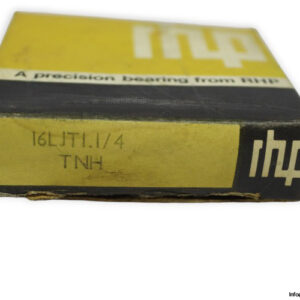 rhp
A precision bearing from RHP
16LJT1.1/4
TNH
rhp